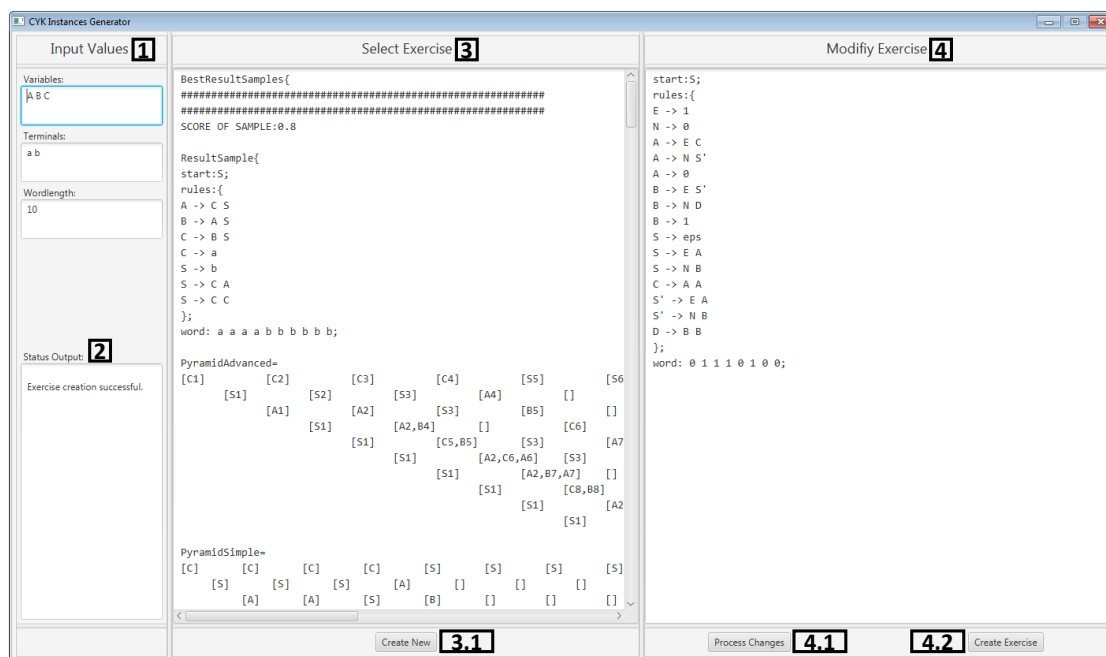 CYK Instances Generator
Input Values 1
Variables:
A B C
Terminals:
a b
Wordlength:
10
Status Output: 2
Exercise creation successful.
Select Exercise 3
BestResultSamples{
############################################################
############################################################
SCORE OF SAMPLE:0.8
ResultSample{
start:S;
rules:{
A -> C S
B -> A S
C -> B S
C -> a
S -> b
S -> C A
S -> C C
};
word: a a a a b b b b b b;
PyramidAdvanced=
[C1] [C2] [C3] [C4] [S5] [S6
[S1] [S2] [S3] [A4] []
[A1] [A2] [S3] [B5] []
[S1] [A2,B4] [] [C6]
[S1] [C5,B5] [S3] [A7
[S1] [A2,C6,A6] [S3]
[S1] [A2,B7,A7] []
[S1] [C8,B8]
[S1] [A2
[S1]
PyramidSimple=
[C] [C] [C] [C] [S] [S] [S] [S]
[S] [S] [S] [A] [] [] []
[A] [A] [S] [B] [] [] []
Create New 3.1
Modifiy Exercise 4
start:S;
rules:{
E -> 1
N -> 0
A -> E C
A -> N S'
A -> 0
B -> E S'
B -> N D
B -> 1
S -> eps
S -> E A
S -> N B
C -> A A
S' -> E A
S' -> N B
D -> B B
};
word: 0 1 1 1 0 1 0 0;
Process Changes 4.1 4.2 Create Exercise